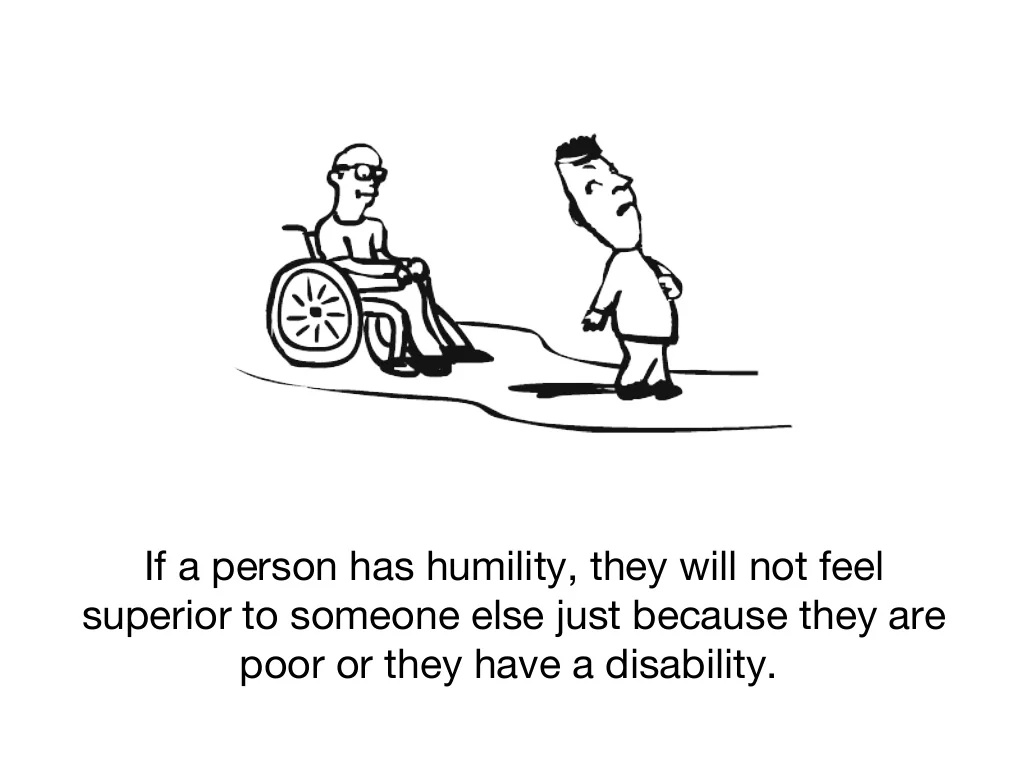 If a person has humility, they will not feel
superior to someone else just because they are
poor or they have a disability.